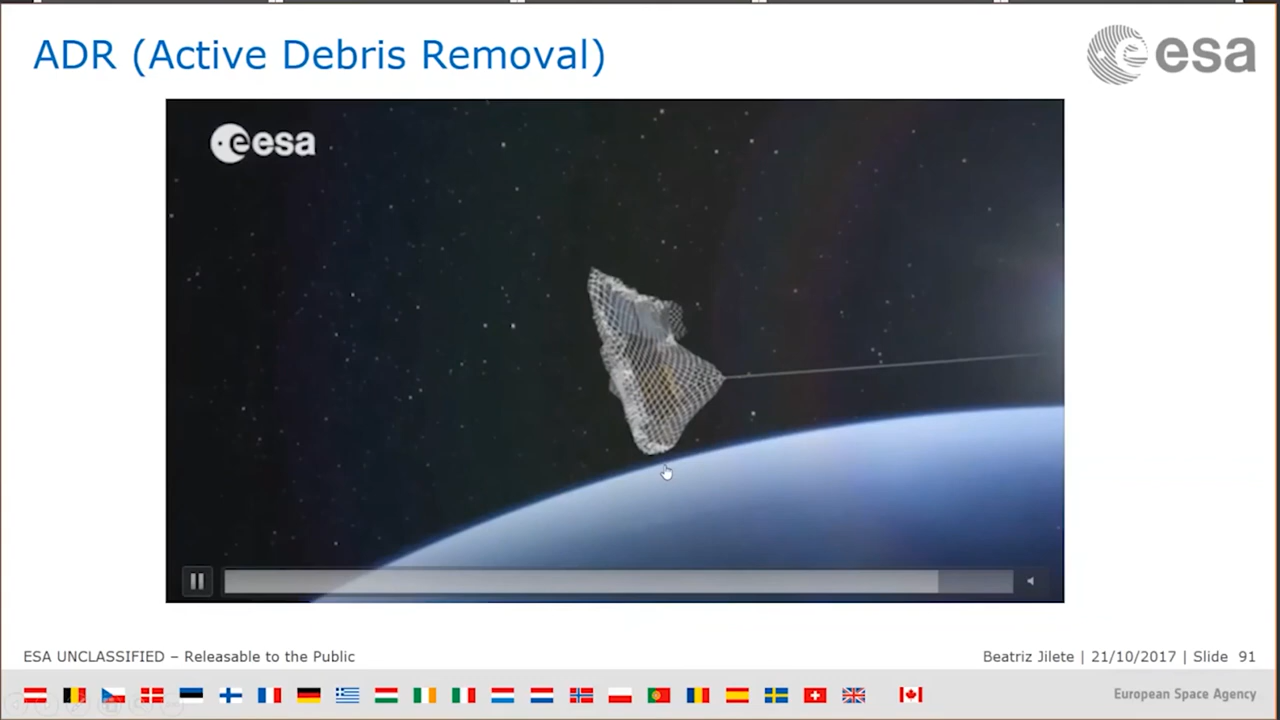 ADR (Active Debris Removal)
esa
esa
ESA UNCLASSIFIED – Releasable to the Public
Beatriz Jilete | 21/10/2017 | Slide 91
European Space Agency